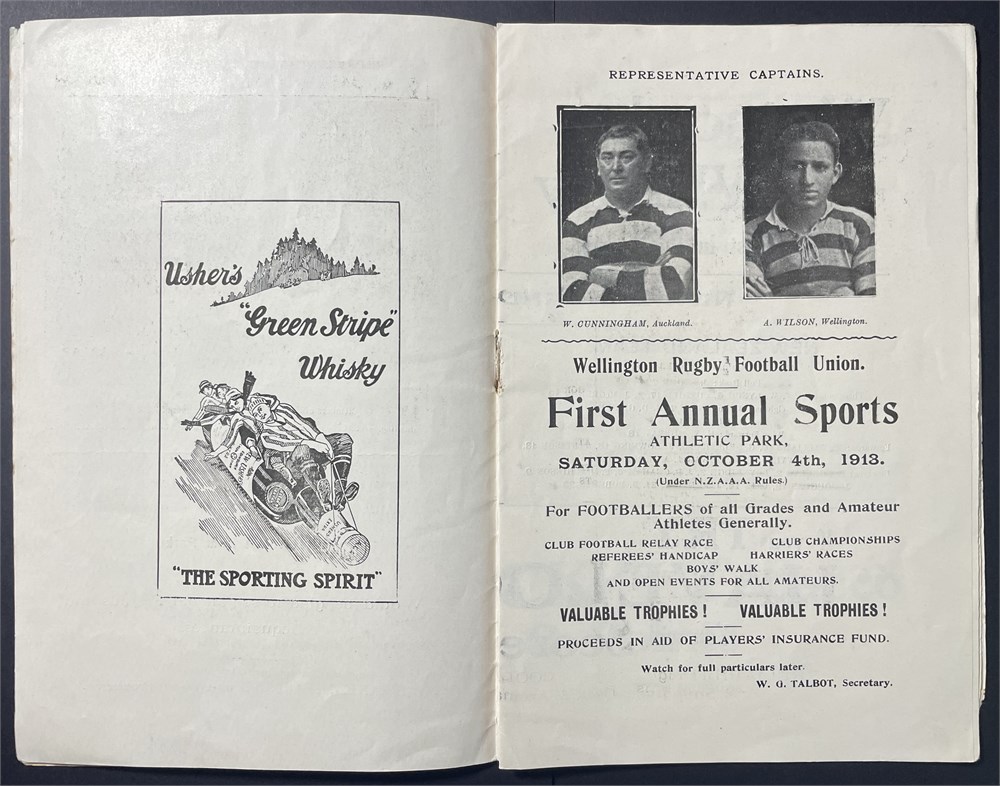 Usher's
"Green Stripe"
Whisky
"THE SPORTING SPIRIT"
REPRESENTATIVE CAPTAINS.
W. CUNNINGHAM, Auckland.
A. WILSON, Wellington.
Wellington Rugby Football Union.
First Annual Sports
ATHLETIC PARK,
SATURDAY, OCTOBER 4th, 1913.
(Under N.Z.A.A.A. Rules.)
For FOOTBALLERS of all Grades and Amateur
Athletes Generally.
CLUB FOOTBALL RELAY RACE CLUB CHAMPIONSHIPS
REFEREES' HANDICAP HARRIERS' RACES
BOYS' WALK
AND OPEN EVENTS FOR ALL AMATEURS.
VALUABLE TROPHIES! VALUABLE TROPHIES!
PROCEEDS IN AID OF PLAYERS' INSURANCE FUND.
Watch for full particulars later.
W. G. TALBOT, Secretary.